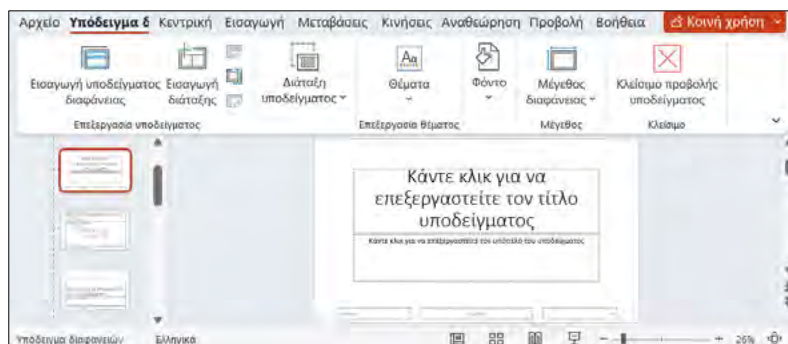 Αρχείο Υπόδειγμα δ Κεντρική Εισαγωγή Μεταβάσεις Κινήσεις Αναθεώρηση Προβολή Βοήθεια Κοινή χρήση
Εισαγωγή υποδείγματος Εισαγωγή Διάταξη Θέματα Φόντο Μέγεθος Κλείσιμο προβολής
διαφάνειας διάταξης υποδείγματος διαφάνειας υποδείγματος
Επεξεργασία υποδείγματος Επεξεργασία θέματος Μέγεθος Κλείσιμο
Κάντε κλικ για να
επεξεργαστείτε τον τίτλο
υποδείγματος
Κάντε κλικ για να επεξεργαστείτε τον υπότιτλο του υποδείγματος
Υπόδειγμα διαφανειών Ελληνικά 26%